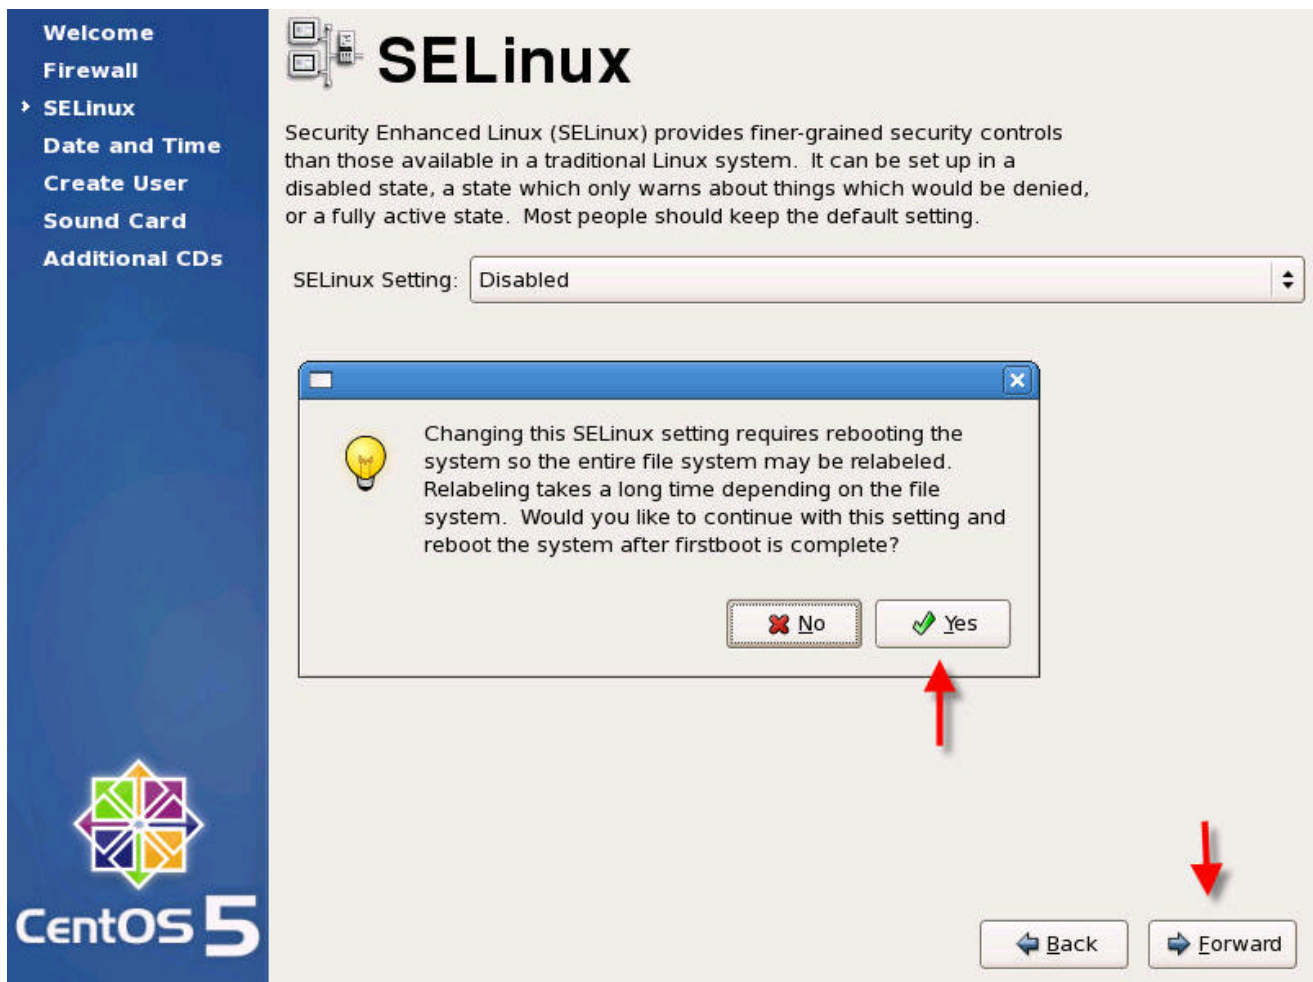 Welcome
Firewall
SELinux
Date and Time
Create User
Sound Card
Additional CDs
CentOS 5
SELinux
Security Enhanced Linux (SELinux) provides finer-grained security controls
than those available in a traditional Linux system.  It can be set up in a
disabled state, a state which only warns about things which would be denied,
or a fully active state.  Most people should keep the default setting.
SELinux Setting: Disabled
Changing this SELinux setting requires rebooting the
system so the entire file system may be relabeled.
Relabeling takes a long time depending on the file
system.  Would you like to continue with this setting and
reboot the system after firstboot is complete?
No Yes
Back Forward